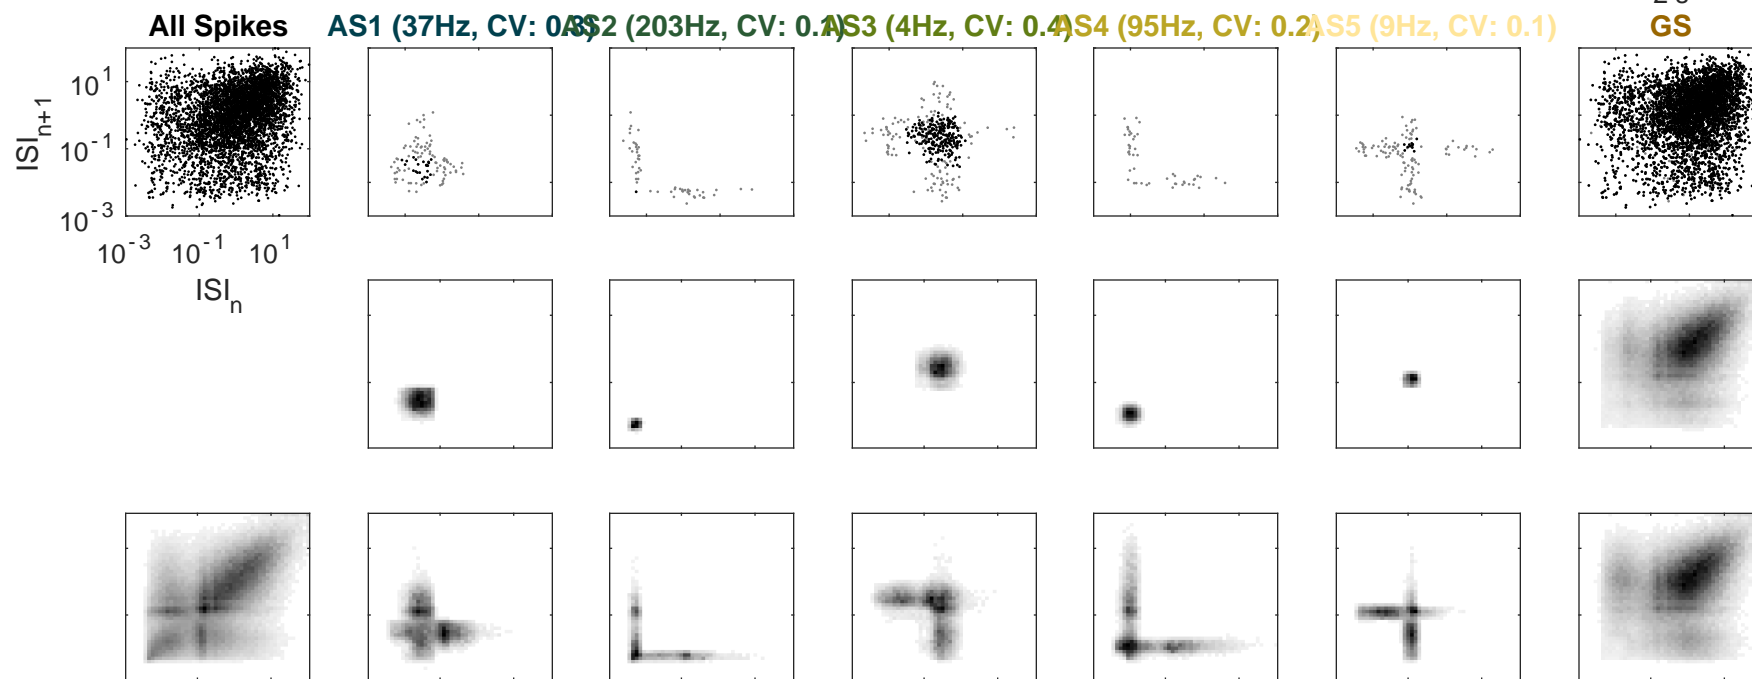 All Spikes
AS1 (37Hz, CV: 0.3)
AS2 (203Hz, CV: 0.1)
AS3 (4Hz, CV: 0.4)
AS4 (95Hz, CV: 0.2)
AS5 (9Hz, CV: 0.1)
GS
ISI_{n+1}
10^1
10^{-1}
10^{-3}
10^{-3} 10^{-1} 10^1
ISI_n